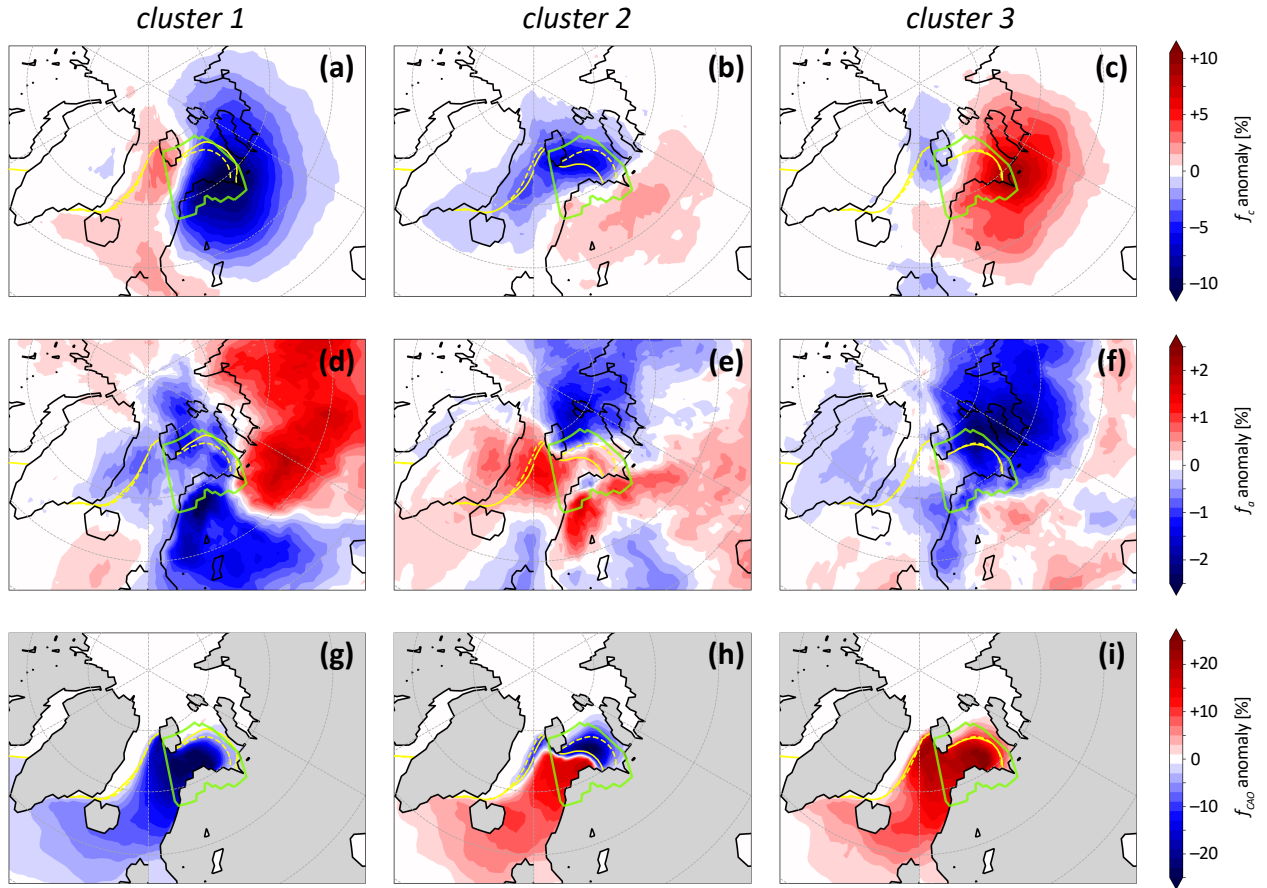 cluster 1 cluster 2 cluster 3
(a) (b) (c)
+10
+5
0
−5
−10
f_c anomaly [%]
(d) (e) (f)
+2
+1
0
−1
−2
f_a anomaly [%]
(g) (h) (i)
+20
+10
0
−10
−20
f_CAO anomaly [%]